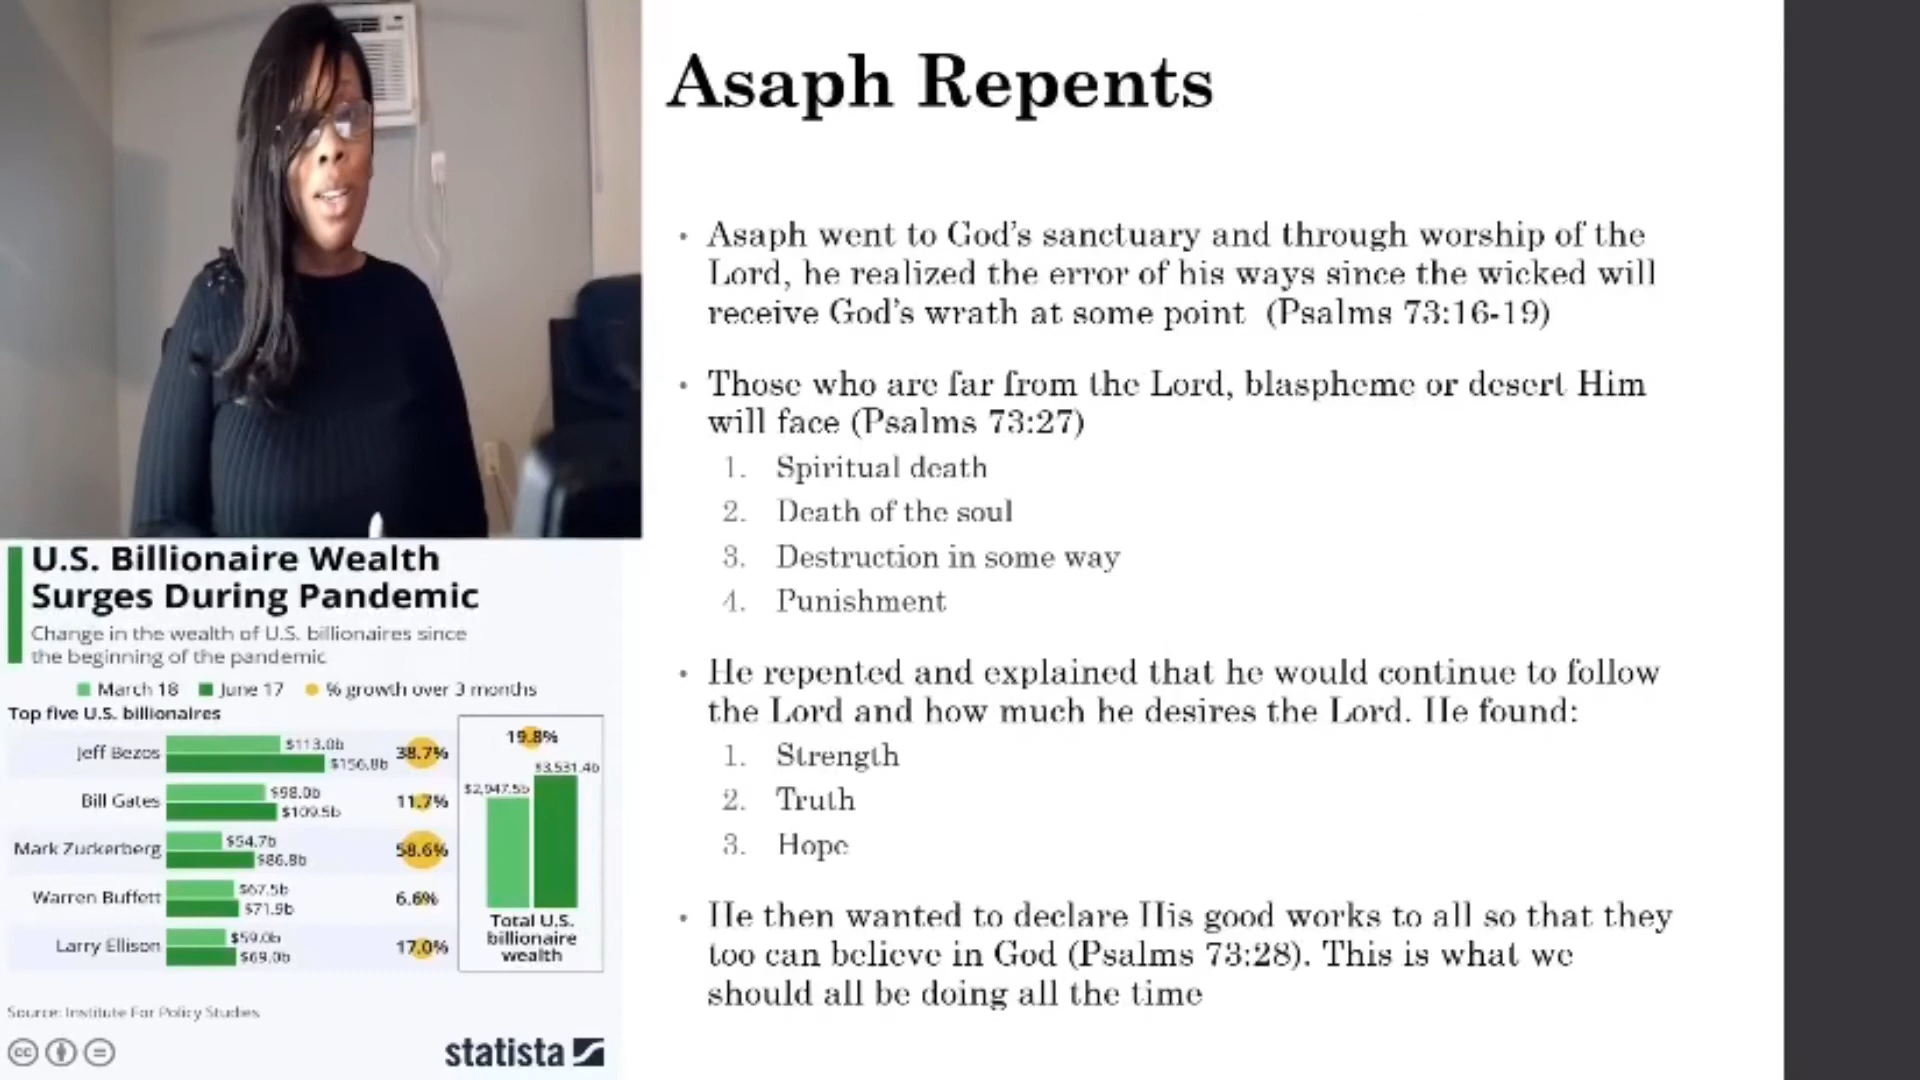 Asaph Repents
• Asaph went to God's sanctuary and through worship of the
Lord, he realized the error of his ways since the wicked will
receive God's wrath at some point (Psalms 73:16-19)
• Those who are far from the Lord, blaspheme or desert Him
will face (Psalms 73:27)
1. Spiritual death
2. Death of the soul
3. Destruction in some way
4. Punishment
• He repented and explained that he would continue to follow
the Lord and how much he desires the Lord. He found:
1. Strength
2. Truth
3. Hope
• He then wanted to declare His good works to all so that they
too can believe in God (Psalms 73:28). This is what we
should all be doing all the time
U.S. Billionaire Wealth
Surges During Pandemic
Change in the wealth of U.S. billionaires since
the beginning of the pandemic
March 18 June 17 % growth over 3 months
Top five U.S. billionaires
Jeff Bezos $113.0b $156.8b 38.7%
Bill Gates $98.0b $109.5b 11.7%
Mark Zuckerberg $54.7b $86.8b 58.6%
Warren Buffett $67.5b $71.9b 6.6%
Larry Ellison $59.0b $69.0b 17.0%
19.8%
$3,531.4b
$2,947.5b
Total U.S.
billionaire
wealth
Source: Institute For Policy Studies
cc
statista